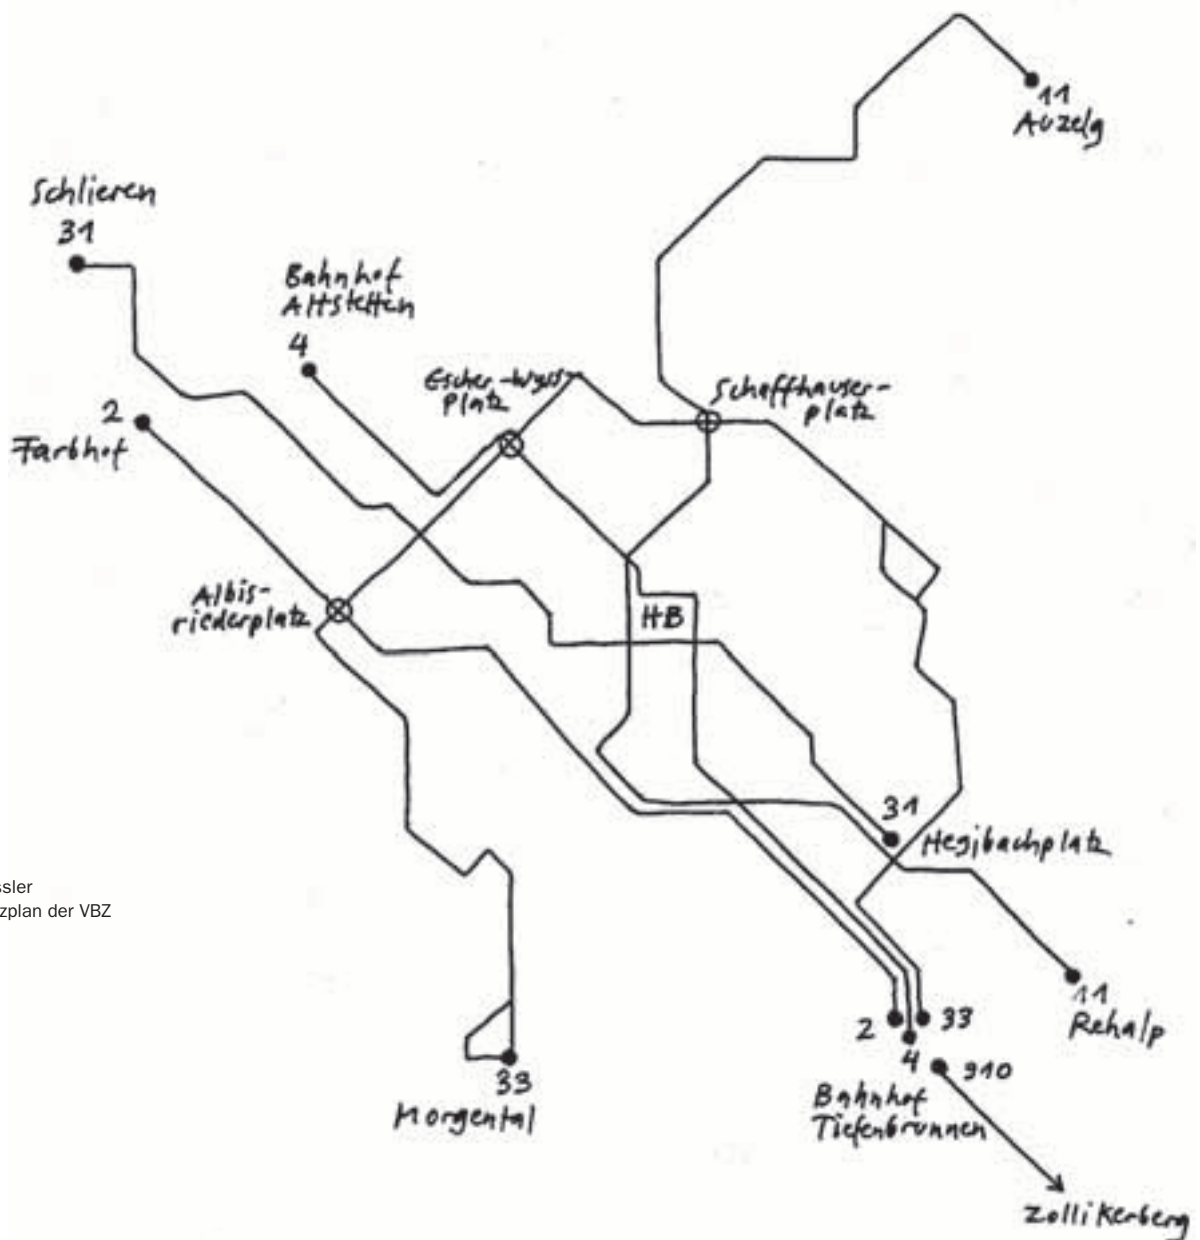 11
Auzelg
Schlieren
31
Bahnhof
Altstetten
4
Escher-Wyss-
Platz
Schaffhauser-
platz
2
Farbhof
Albis-
riederplatz
HB
31
Hegibachplatz
ssler
zplan der VBZ
11
Rehalp
2
33
4
910
Bahnhof
Tiefenbrunnen
33
Morgental
Zollikerberg